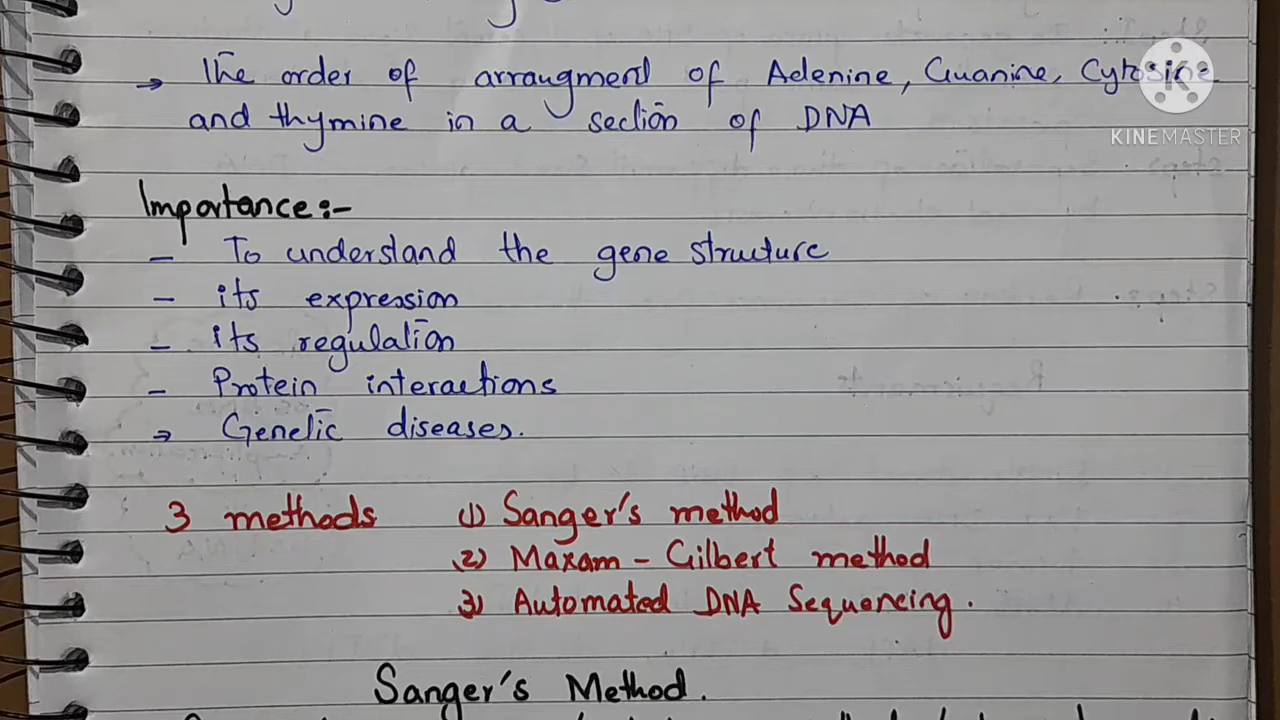 → The order of arrangment of Adenine, Guanine, Cytosine
and thymine in a section of DNA
KINEMASTER
Importance:-
- To understand the gene structure
- its expression
- its regulation
- Protein interactions
→ Genetic diseases.
3 methods 1) Sanger's method
2) Maxam - Gilbert method
3) Automated DNA Sequencing.
Sanger's Method.